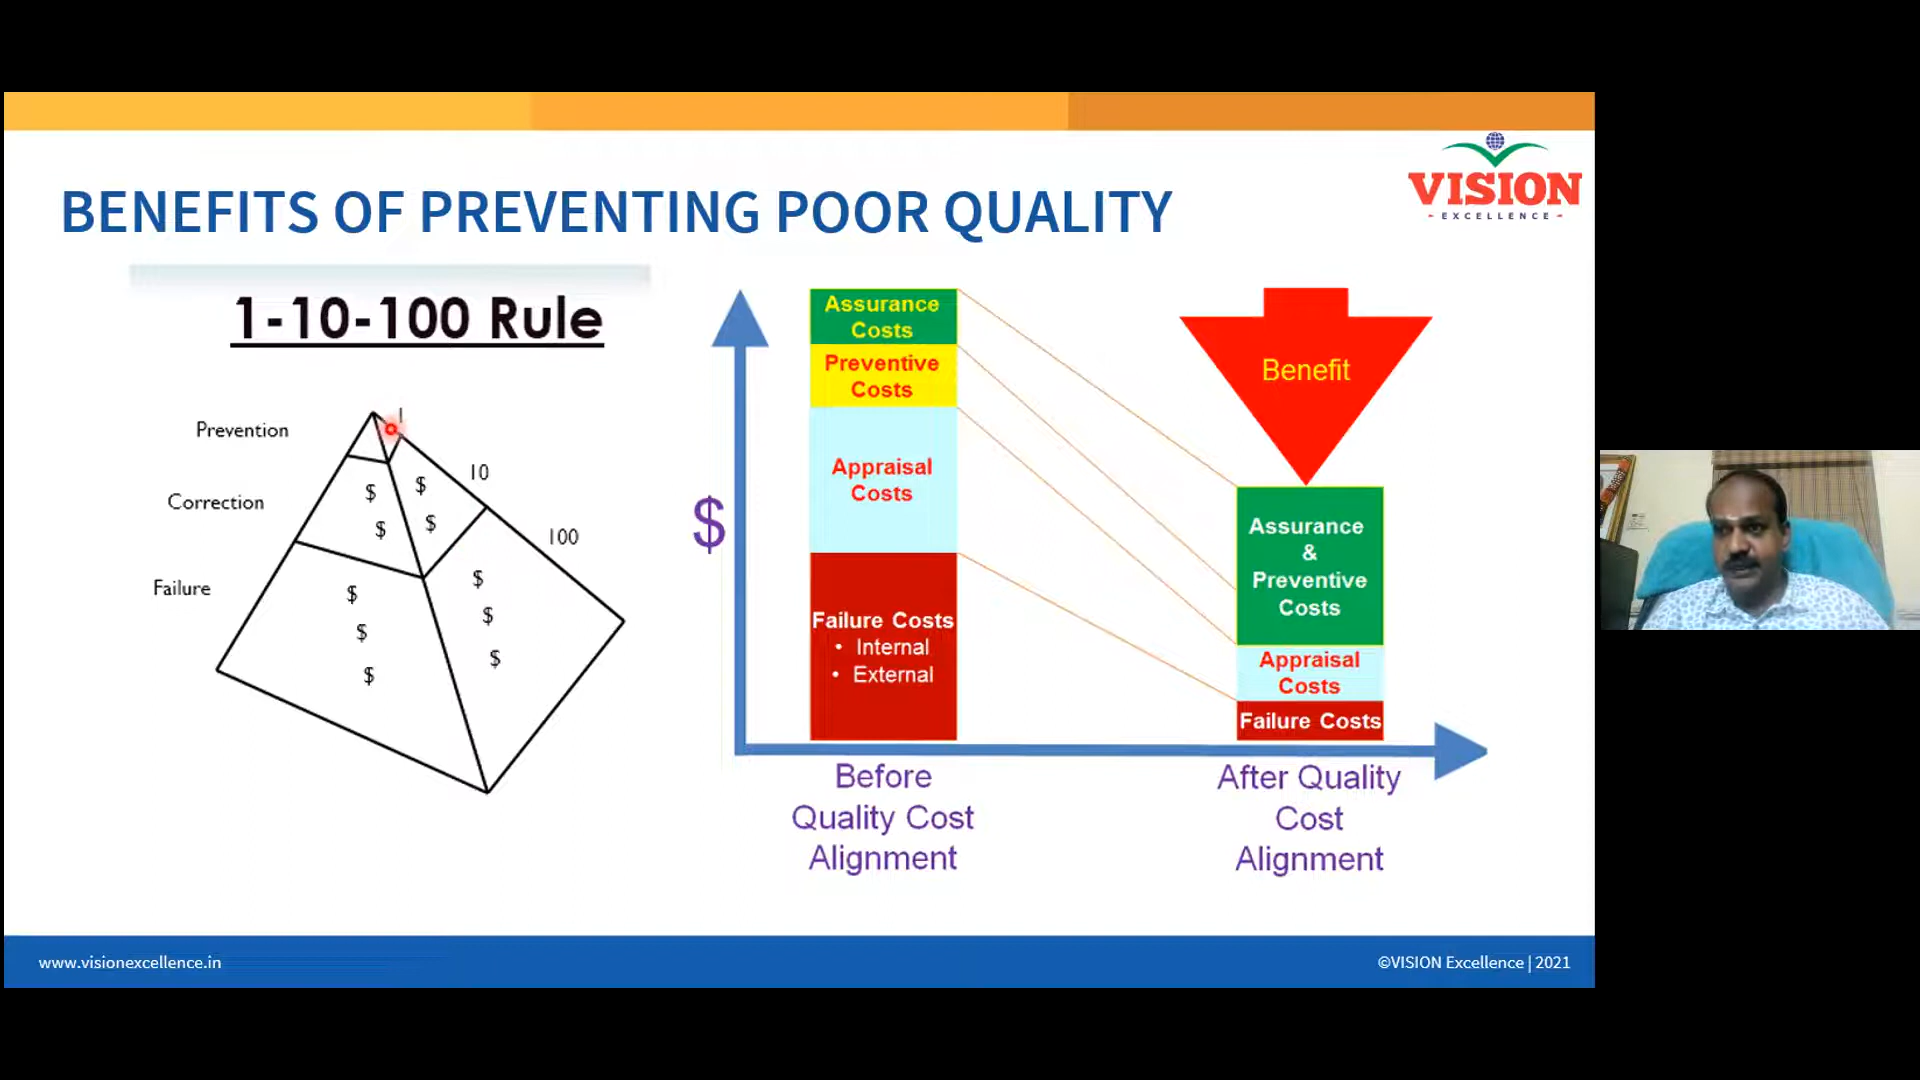 VISION
EXCELLENCE
BENEFITS OF PREVENTING POOR QUALITY
1-10-100 Rule
Prevention
1
Correction
10
Failure
100
$
$
$
$
$
$
$
$
$
$
$
Assurance
Costs
Preventive
Costs
Appraisal
Costs
Failure Costs
• Internal
• External
Before
Quality Cost
Alignment
Benefit
Assurance
&
Preventive
Costs
Appraisal
Costs
Failure Costs
After Quality
Cost
Alignment
www.visionexcellence.in
©VISION Excellence | 2021